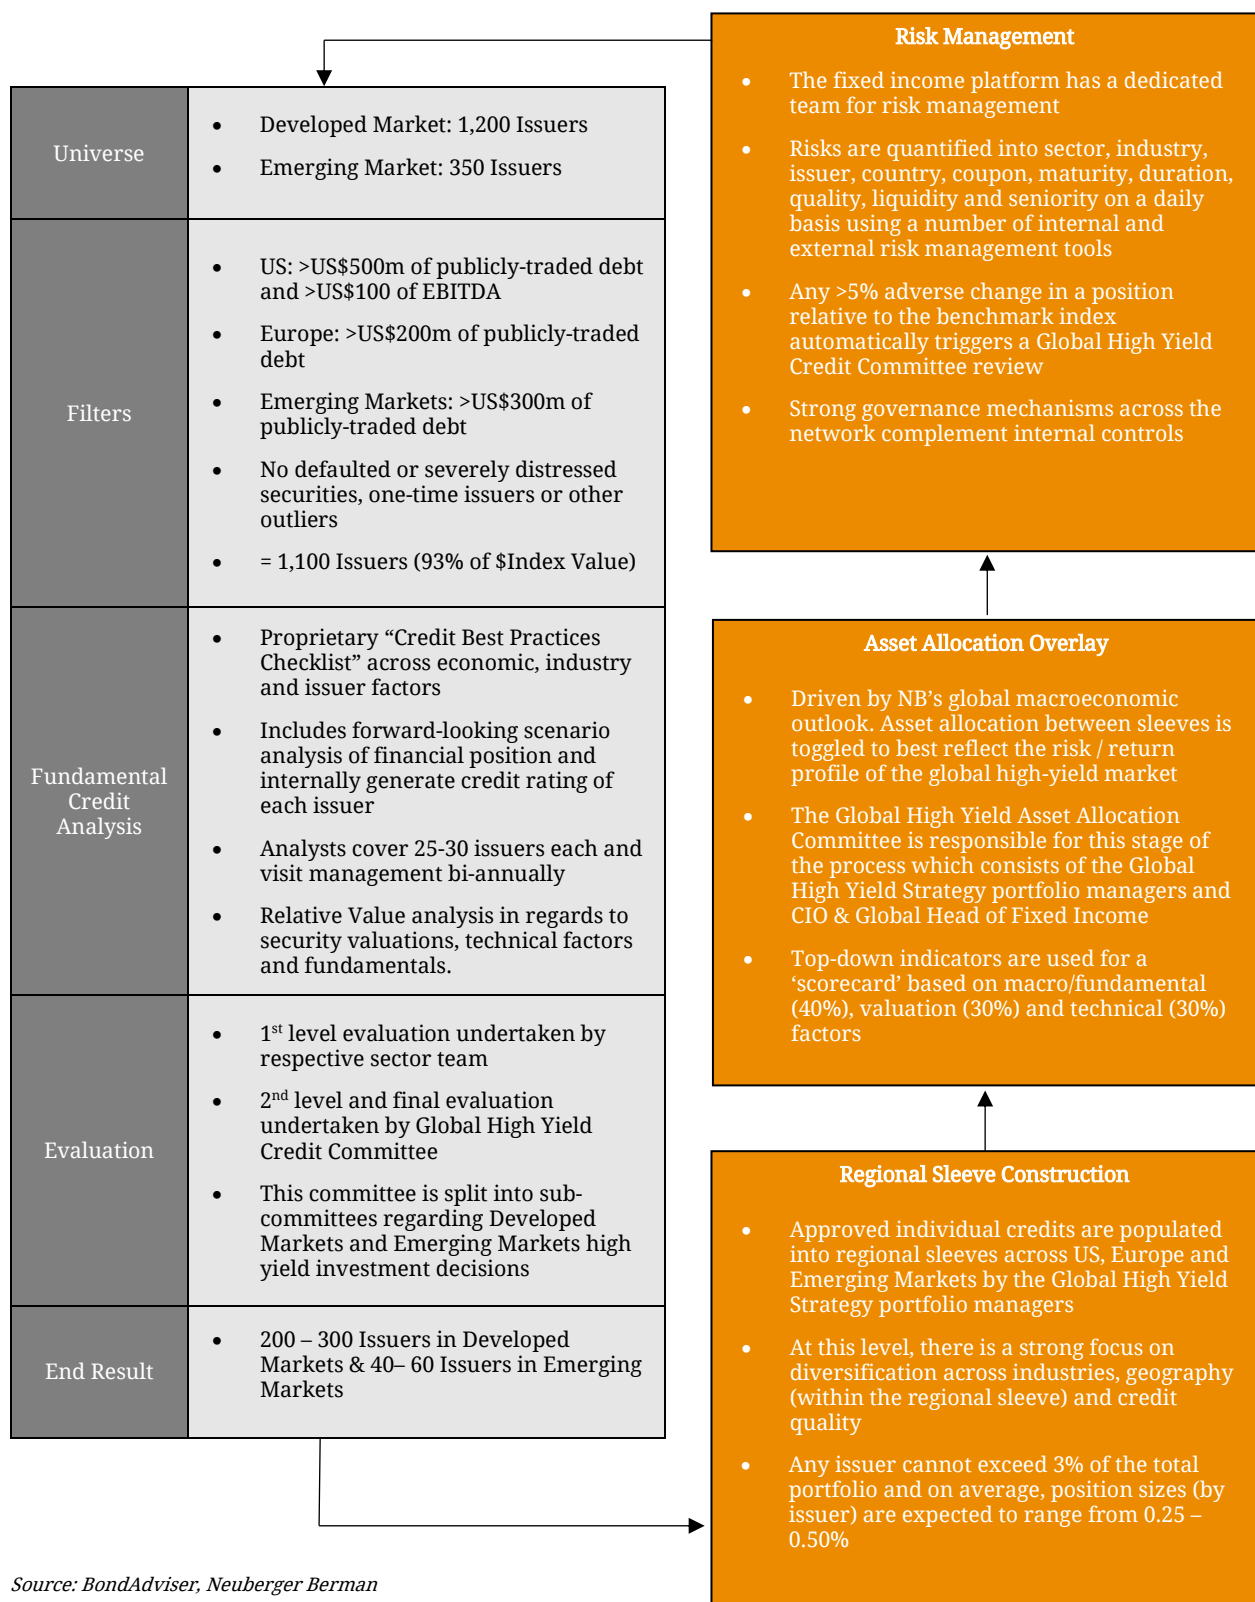 Universe
• Developed Market: 1,200 Issuers
• Emerging Market: 350 Issuers
Filters
• US: >US$500m of publicly-traded debt
and >US$100 of EBITDA
• Europe: >US$200m of publicly-traded
debt
• Emerging Markets: >US$300m of
publicly-traded debt
• No defaulted or severely distressed
securities, one-time issuers or other
outliers
• = 1,100 Issuers (93% of $Index Value)
Fundamental
Credit
Analysis
• Proprietary “Credit Best Practices
Checklist” across economic, industry
and issuer factors
• Includes forward-looking scenario
analysis of financial position and
internally generate credit rating of
each issuer
• Analysts cover 25-30 issuers each and
visit management bi-annually
• Relative Value analysis in regards to
security valuations, technical factors
and fundamentals.
Evaluation
• 1st level evaluation undertaken by
respective sector team
• 2nd level and final evaluation
undertaken by Global High Yield
Credit Committee
• This committee is split into sub-
committees regarding Developed
Markets and Emerging Markets high
yield investment decisions
End Result
• 200 – 300 Issuers in Developed
Markets & 40– 60 Issuers in Emerging
Markets
Regional Sleeve Construction
• Approved individual credits are populated
into regional sleeves across US, Europe and
Emerging Markets by the Global High Yield
Strategy portfolio managers
• At this level, there is a strong focus on
diversification across industries, geography
(within the regional sleeve) and credit
quality
• Any issuer cannot exceed 3% of the total
portfolio and on average, position sizes (by
issuer) are expected to range from 0.25 –
0.50%
Asset Allocation Overlay
• Driven by NB’s global macroeconomic
outlook. Asset allocation between sleeves is
toggled to best reflect the risk / return
profile of the global high-yield market
• The Global High Yield Asset Allocation
Committee is responsible for this stage of
the process which consists of the Global
High Yield Strategy portfolio managers and
CIO & Global Head of Fixed Income
• Top-down indicators are used for a
‘scorecard’ based on macro/fundamental
(40%), valuation (30%) and technical (30%)
factors
Risk Management
• The fixed income platform has a dedicated
team for risk management
• Risks are quantified into sector, industry,
issuer, country, coupon, maturity, duration,
quality, liquidity and seniority on a daily
basis using a number of internal and
external risk management tools
• Any >5% adverse change in a position
relative to the benchmark index
automatically triggers a Global High Yield
Credit Committee review
• Strong governance mechanisms across the
network complement internal controls
Source: BondAdviser, Neuberger Berman